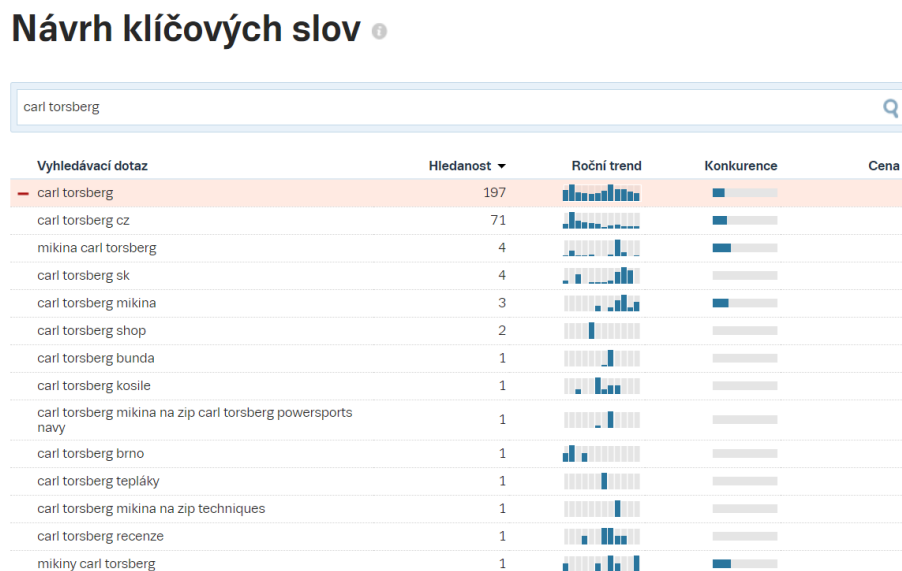 Návrh klíčových slov
carl torsberg
Vyhledávací dotaz Hledanost Roční trend Konkurence Cena
carl torsberg 197
carl torsberg cz 71
mikina carl torsberg 4
carl torsberg sk 4
carl torsberg mikina 3
carl torsberg shop 2
carl torsberg bunda 1
carl torsberg kosile 1
carl torsberg mikina na zip carl torsberg powersports
navy 1
carl torsberg brno 1
carl torsberg tepláky 1
carl torsberg mikina na zip techniques 1
carl torsberg recenze 1
mikiny carl torsberg 1